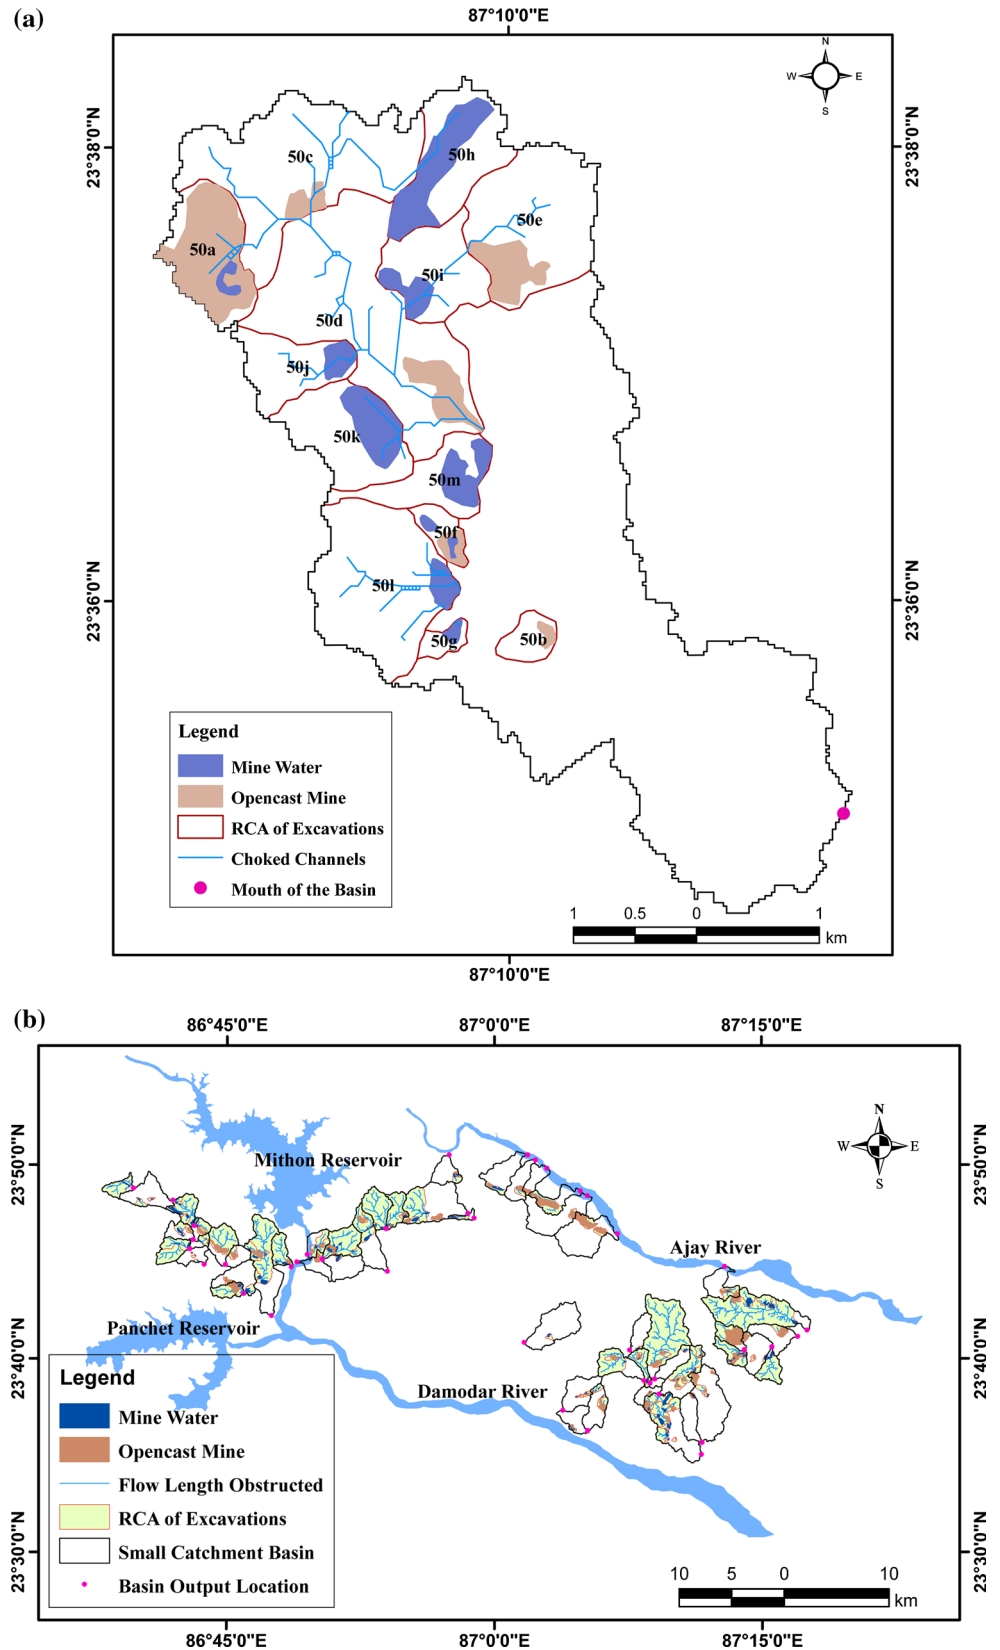 (a)
87°10'0"E
N
W E
S
23°38'0"N
23°38'0"N
50c
50h
50e
50a
50i
50d
50j
50k
50m
50f
50l
50g
50b
23°36'0"N
23°36'0"N
Legend
Mine Water
Opencast Mine
RCA of Excavations
Choked Channels
Mouth of the Basin
1 0.5 0 1
km
87°10'0"E
(b)
86°45'0"E 87°0'0"E 87°15'0"E
N
W E
S
23°50'0"N
23°50'0"N
Mithon Reservoir
Ajay River
Panchet Reservoir
23°40'0"N
23°40'0"N
Damodar River
Legend
Mine Water
Opencast Mine
Flow Length Obstructed
RCA of Excavations
Small Catchment Basin
Basin Output Location
23°30'0"N
23°30'0"N
10 5 0 10
km
86°45'0"E 87°0'0"E 87°15'0"E